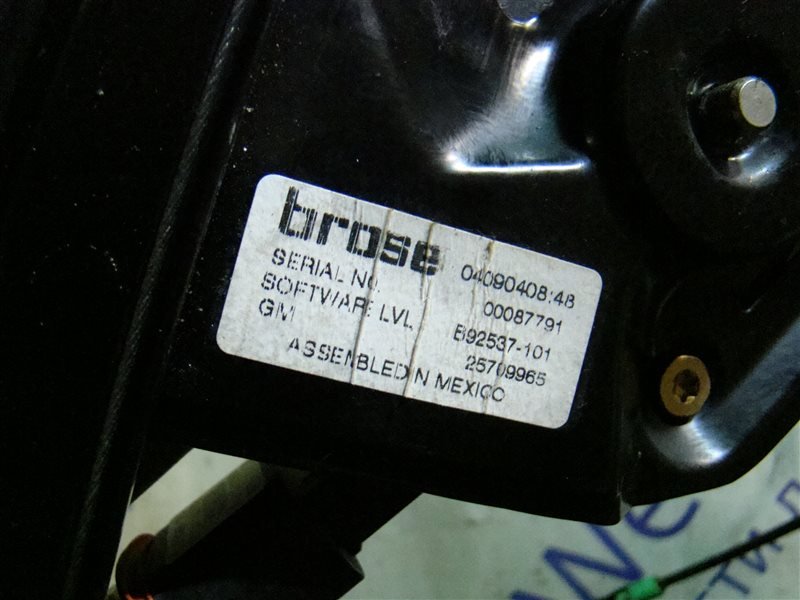 brose 04090408:48
SERIAL NO. 00087791
SOFTWARE LVL B92537-101
GM 25709965
ASSEMBLED IN MEXICO